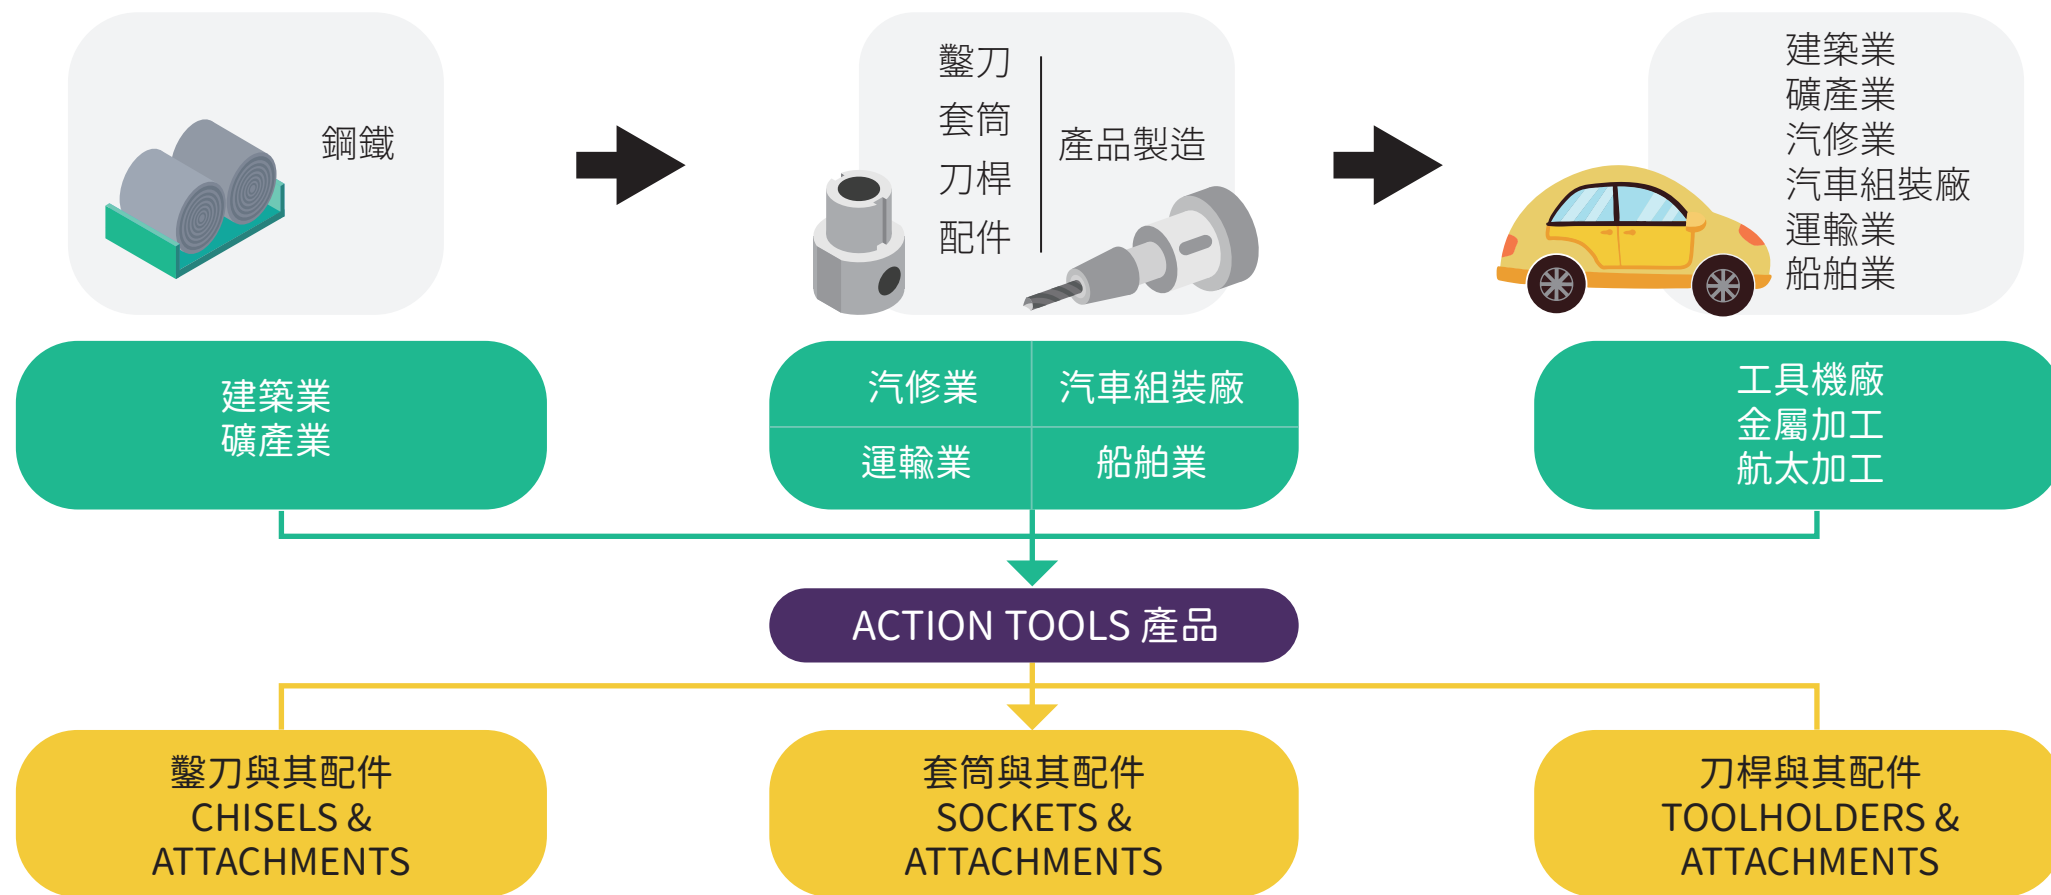 鋼鐵
鑿刀
套筒
刀桿
配件
產品製造
建築業
礦產業
汽修業
汽車組裝廠
運輸業
船舶業
建築業
礦產業
汽修業
汽車組裝廠
運輸業
船舶業
工具機廠
金屬加工
航太加工
ACTION TOOLS 產品
鑿刀與其配件
CHISELS &
ATTACHMENTS
套筒與其配件
SOCKETS &
ATTACHMENTS
刀桿與其配件
TOOLHOLDERS &
ATTACHMENTS